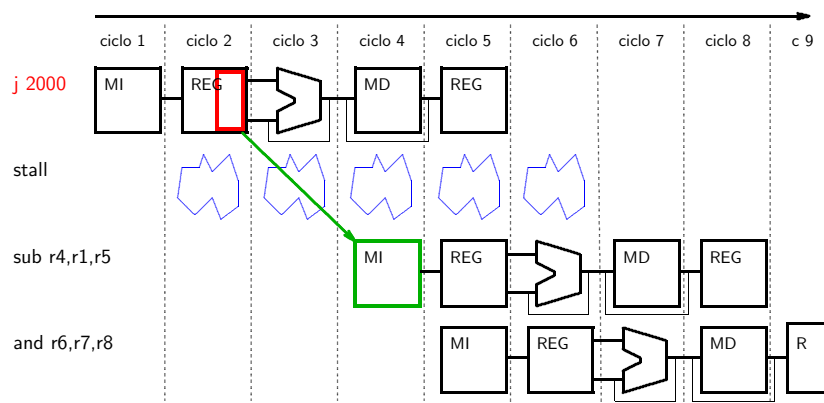 ciclo 1 ciclo 2 ciclo 3 ciclo 4 ciclo 5 ciclo 6 ciclo 7 ciclo 8 c 9
j 2000 MI REG MD REG
stall
sub r4,r1,r5 MI REG MD REG
and r6,r7,r8 MI REG MD R